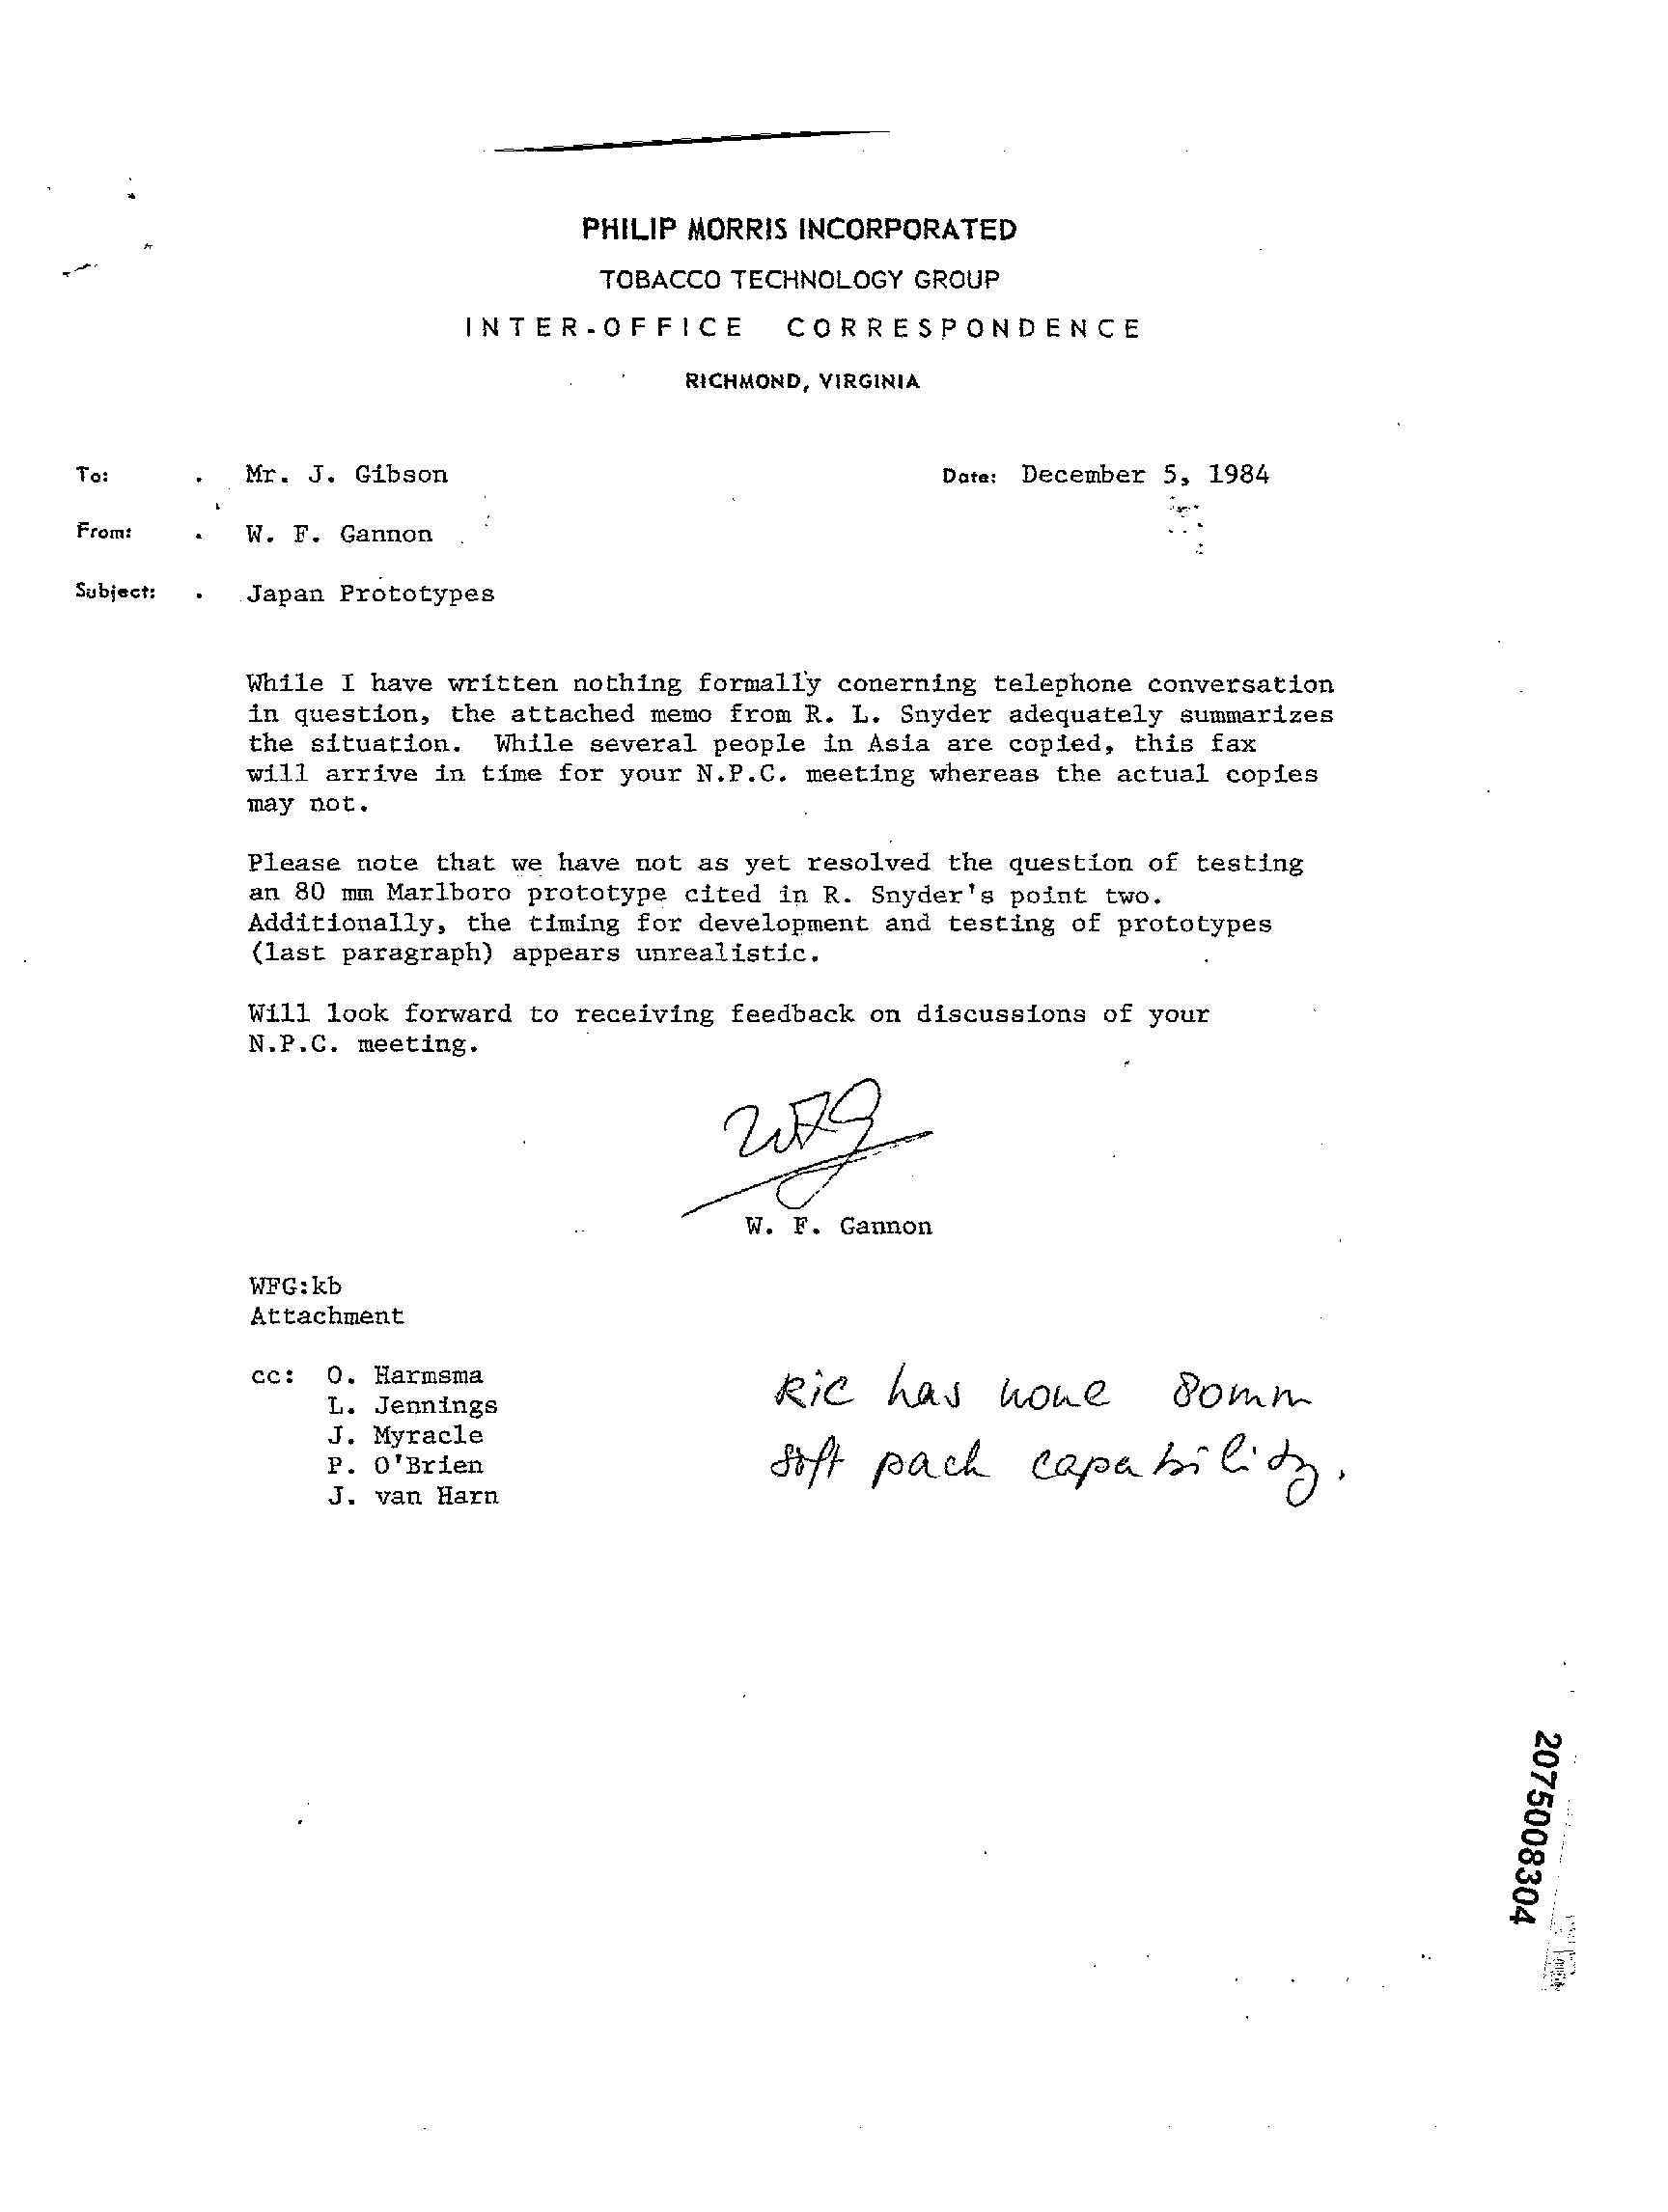 PHILIP MORRIS INCORPORATED
TOBACCO TECHNOLOGY GROUP
INTER-OFFICE CORRESPONDENCE
RICHMOND, VIRGINIA
To: . Mr. J. Gibson Date: December 5, 1984
From: . W. F. Gannon
Subject: . Japan Prototypes
While I have written nothing formally conerning telephone conversation
in question, the attached memo from R. L. Snyder adequately summarizes
the situation. While several people in Asia are copied, this fax
will arrive in time for your N.P.C. meeting whereas the actual copies
may not.
Please note that we have not as yet resolved the question of testing
an 80 mm Marlboro prototype cited in R. Snyder's point two.
Additionally, the timing for development and testing of prototypes
(last paragraph) appears unrealistic.
Will look forward to receiving feedback on discussions of your
N.P.C. meeting.
WFG
W. F. Gannon
WFG:kb
Attachment
cc: O. Harmsma
L. Jennings
J. Myracle
P. O'Brien
J. van Harn
Ric has none 80mm
soft pack capability.
2075008304